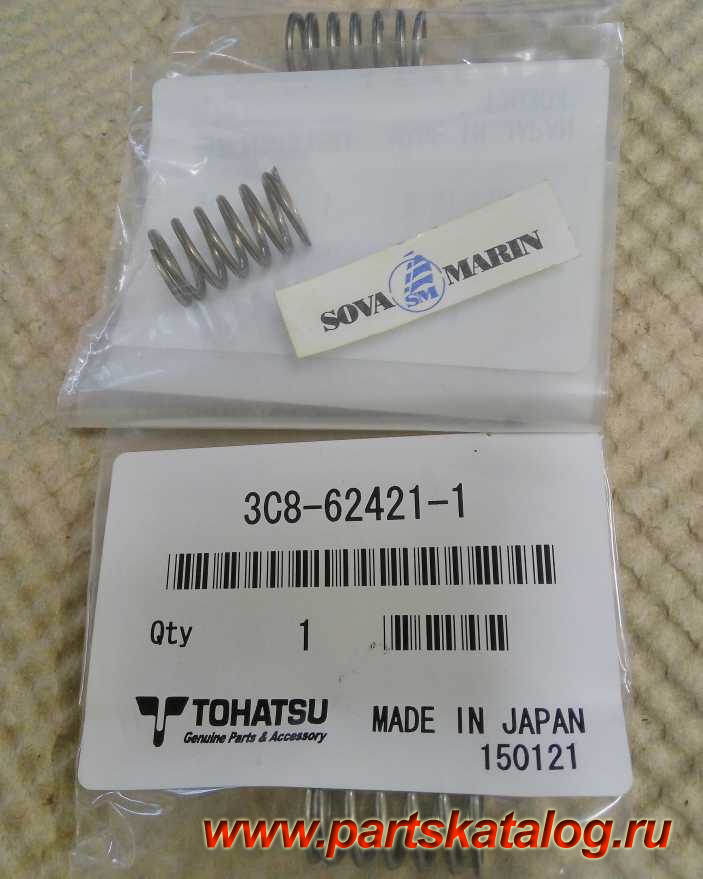 SOVA SM MARIN
3C8-62421-1
Qty 1
TOHATSU
Genuine Parts & Accessory
MADE IN JAPAN
150121
www.partskatalog.ru